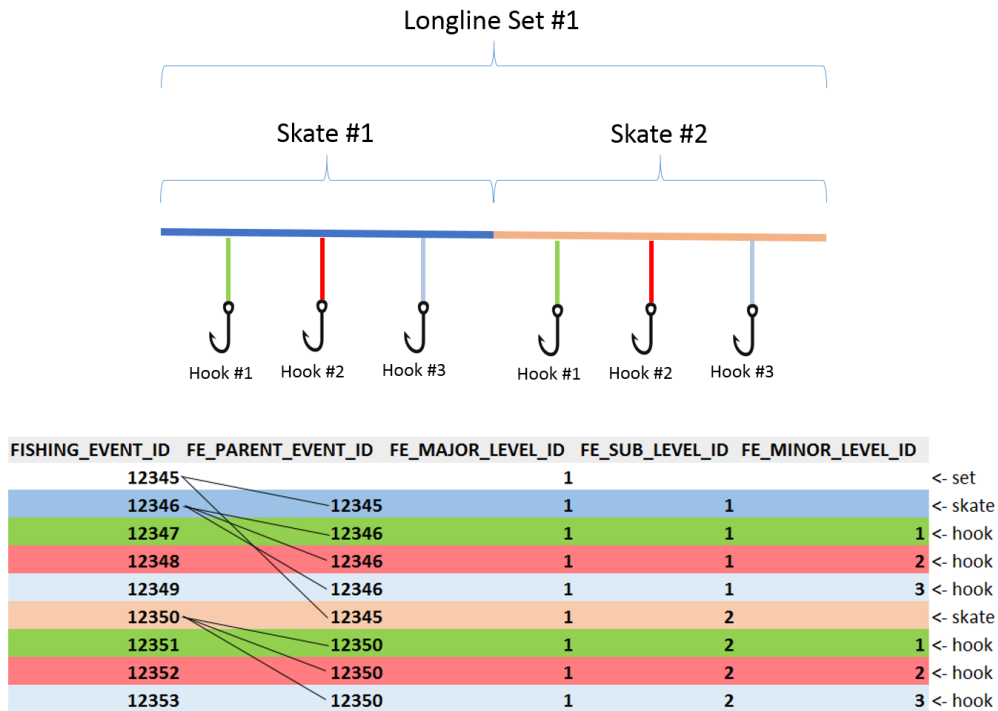 Longline Set #1
Skate #1 Skate #2
Hook #1 Hook #2 Hook #3 Hook #1 Hook #2 Hook #3
FISHING_EVENT_ID FE_PARENT_EVENT_ID FE_MAJOR_LEVEL_ID FE_SUB_LEVEL_ID FE_MINOR_LEVEL_ID
12345 1 <- set
12346 12345 1 1 <- skate
12347 12346 1 1 1 <- hook
12348 12346 1 1 2 <- hook
12349 12346 1 1 3 <- hook
12350 12345 1 2 <- skate
12351 12350 1 2 1 <- hook
12352 12350 1 2 2 <- hook
12353 12350 1 2 3 <- hook